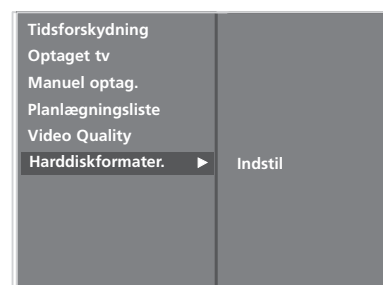 Tidsforskydning
Optaget tv
Manuel optag.
Planlægningsliste
Video Quality
Harddiskformater. ► Indstil